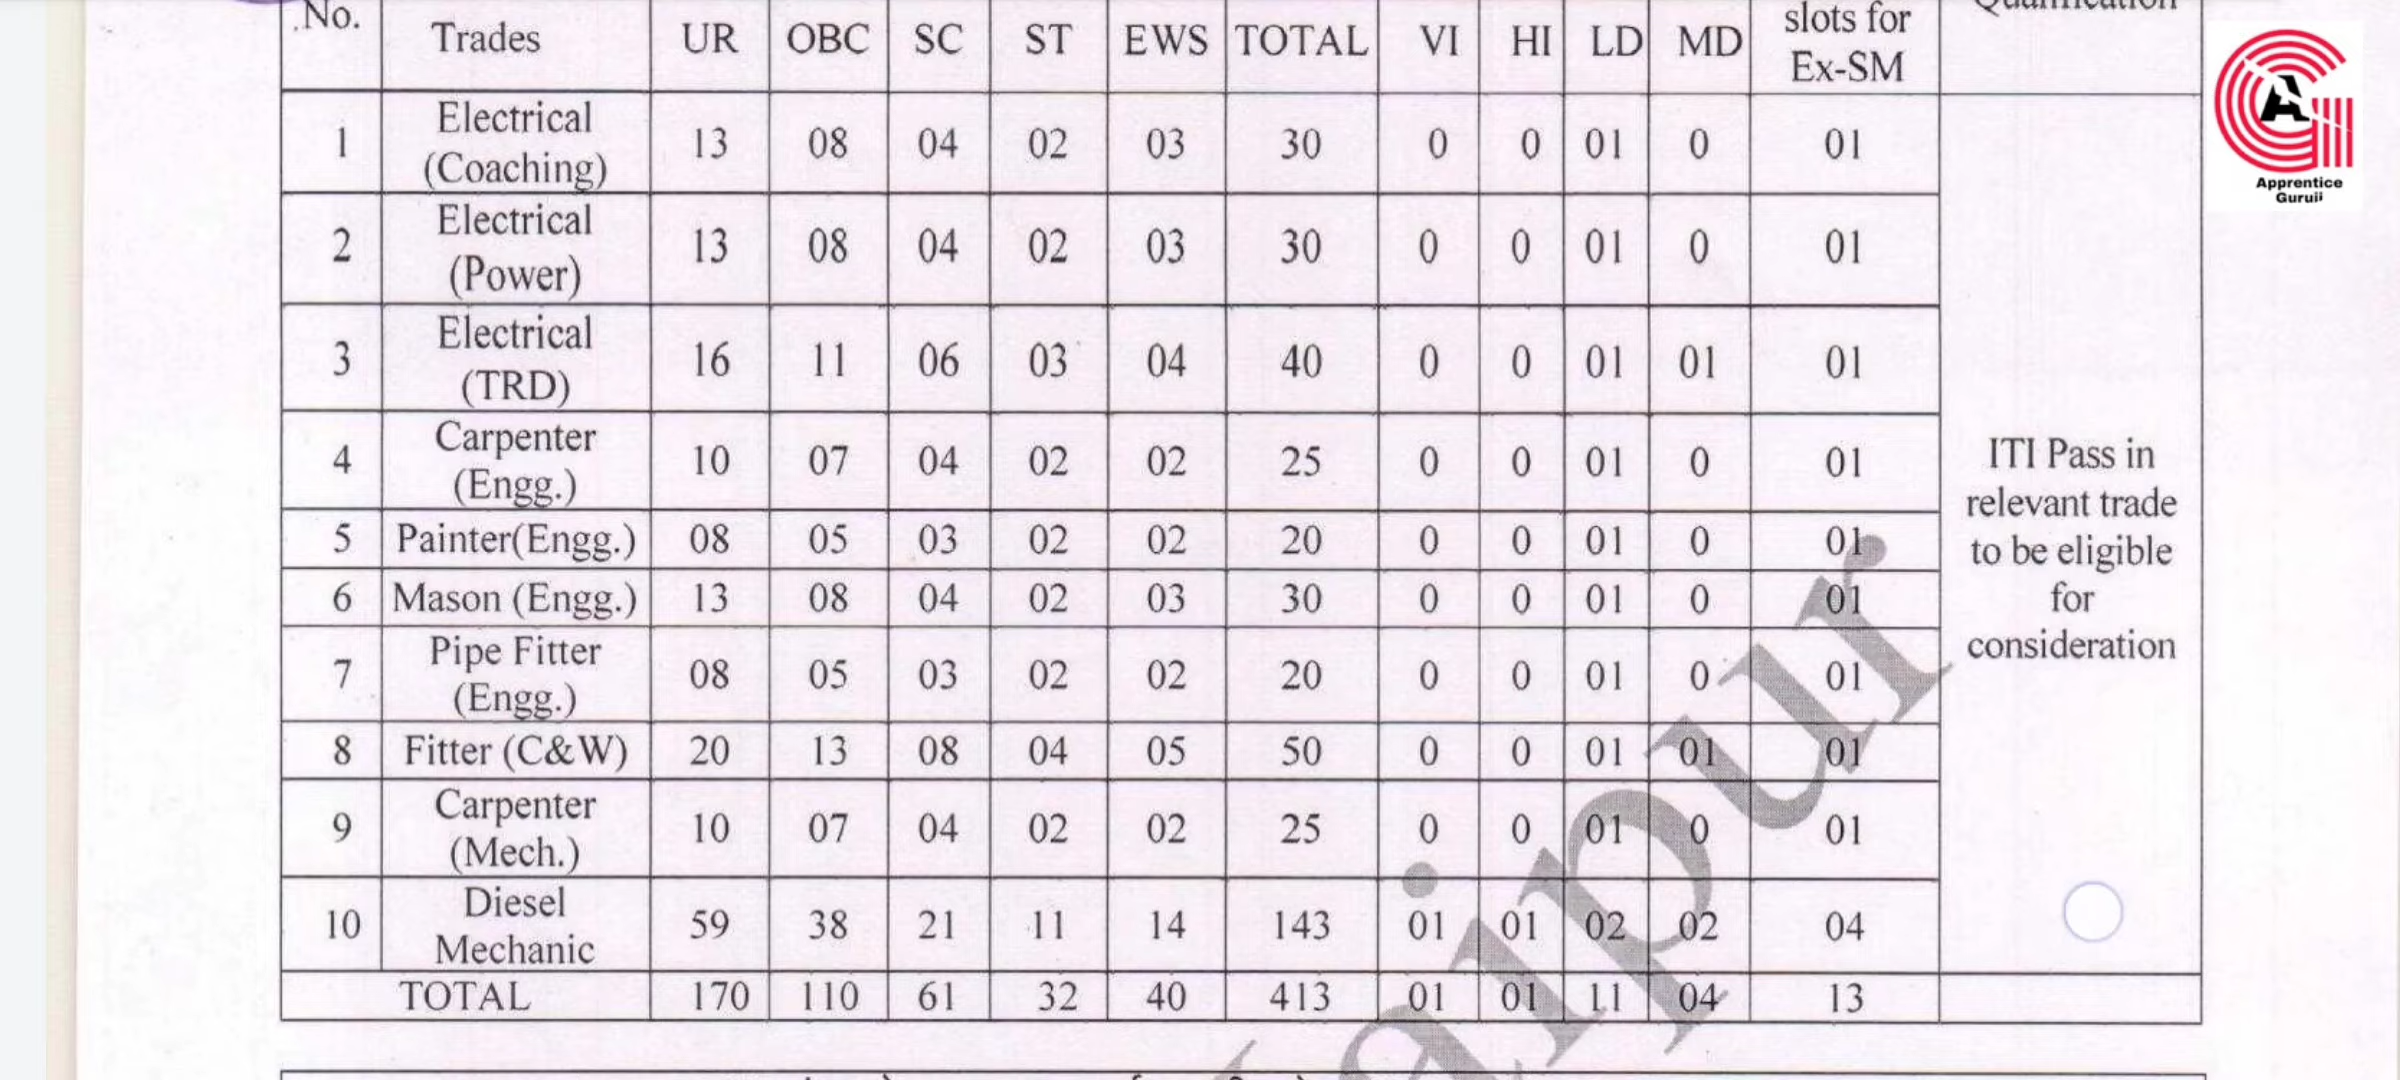 No. Trades UR OBC SC ST EWS TOTAL VI HI LD MD slots for Ex-SM Qualification
1 Electrical (Coaching) 13 08 04 02 03 30 0 0 01 0 01
2 Electrical (Power) 13 08 04 02 03 30 0 0 01 0 01
3 Electrical (TRD) 16 11 06 03 04 40 0 0 01 01 01
4 Carpenter (Engg.) 10 07 04 02 02 25 0 0 01 0 01
5 Painter(Engg.) 08 05 03 02 02 20 0 0 01 0 01
6 Mason (Engg.) 13 08 04 02 03 30 0 0 01 0 01
7 Pipe Fitter (Engg.) 08 05 03 02 02 20 0 0 01 0 01
8 Fitter (C&W) 20 13 08 04 05 50 0 0 01 01 01
9 Carpenter (Mech.) 10 07 04 02 02 25 0 0 01 0 01
10 Diesel Mechanic 59 38 21 11 14 143 01 01 02 02 04
TOTAL 170 110 61 32 40 413 01 01 11 04 13
ITI Pass in
relevant trade
to be eligible
for
consideration
Apprentice
Guruji
aipur